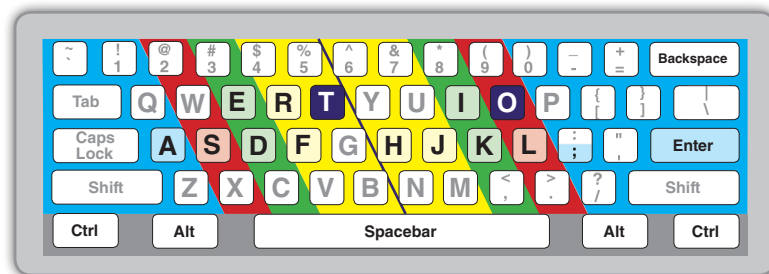 ~ ` ! 1 @ 2 # 3 $ 4 % 5 ^ 6 & 7 * 8 ( 9 ) 0 _ - + = Backspace
Tab Q W E R T Y U I O P { [ } ] | \
Caps Lock A S D F G H J K L : ; " ' Enter
Shift Z X C V B N M < , > . ? / Shift
Ctrl Alt Spacebar Alt Ctrl